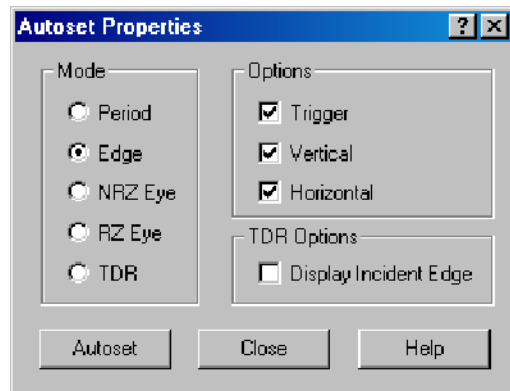 Autoset Properties
Mode
Period
Edge
NRZ Eye
RZ Eye
TDR
Options
Trigger
Vertical
Horizontal
TDR Options
Display Incident Edge
Autoset
Close
Help